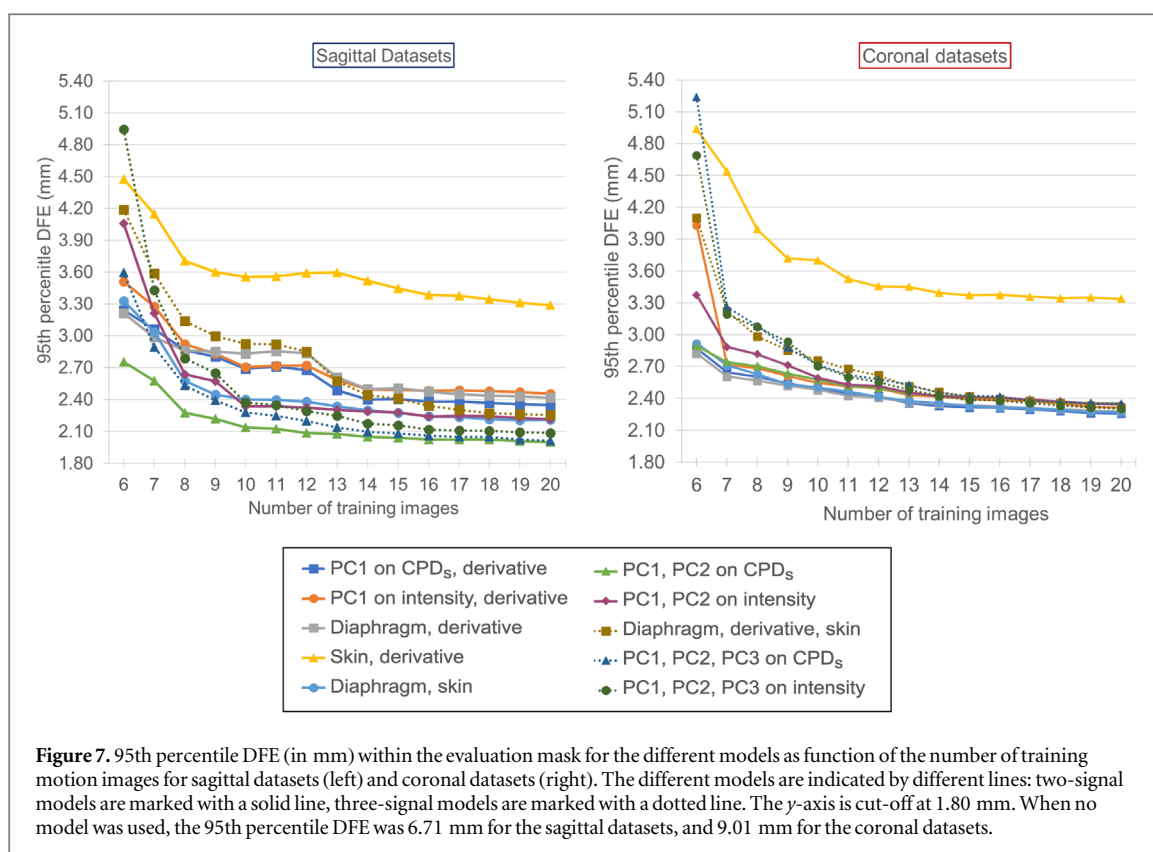 Sagittal Datasets
5.40
5.10
4.80
4.50
4.20
3.90
3.60
3.30
3.00
2.70
2.40
2.10
1.80
95th percenitile DFE (mm)
6 7 8 9 10 11 12 13 14 15 16 17 18 19 20
Number of training images
Coronal datasets
5.40
5.10
4.80
4.50
4.20
3.90
3.60
3.30
3.00
2.70
2.40
2.10
1.80
95th percentile DFE (mm)
6 7 8 9 10 11 12 13 14 15 16 17 18 19 20
Number of training images
PC1 on CPDs, derivative
PC1 on intensity, derivative
Diaphragm, derivative
Skin, derivative
Diaphragm, skin
PC1, PC2 on CPDs
PC1, PC2 on intensity
Diaphragm, derivative, skin
PC1, PC2, PC3 on CPDs
PC1, PC2, PC3 on intensity
Figure 7. 95th percentile DFE (in mm) within the evaluation mask for the different models as function of the number of training
motion images for sagittal datasets (left) and coronal datasets (right). The different models are indicated by different lines: two-signal
models are marked with a solid line, three-signal models are marked with a dotted line. The y-axis is cut-off at 1.80 mm. When no
model was used, the 95th percentile DFE was 6.71 mm for the sagittal datasets, and 9.01 mm for the coronal datasets.